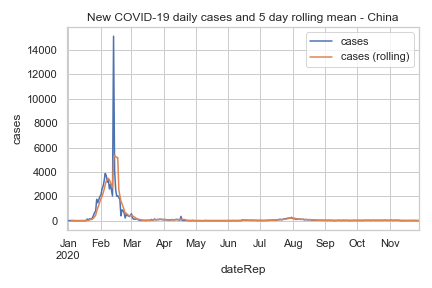 New COVID-19 daily cases and 5 day rolling mean - China
cases
cases (rolling)
14000
12000
10000
8000
6000
4000
2000
0
cases
Jan Feb Mar Apr May Jun Jul Aug Sep Oct Nov
2020
dateRep